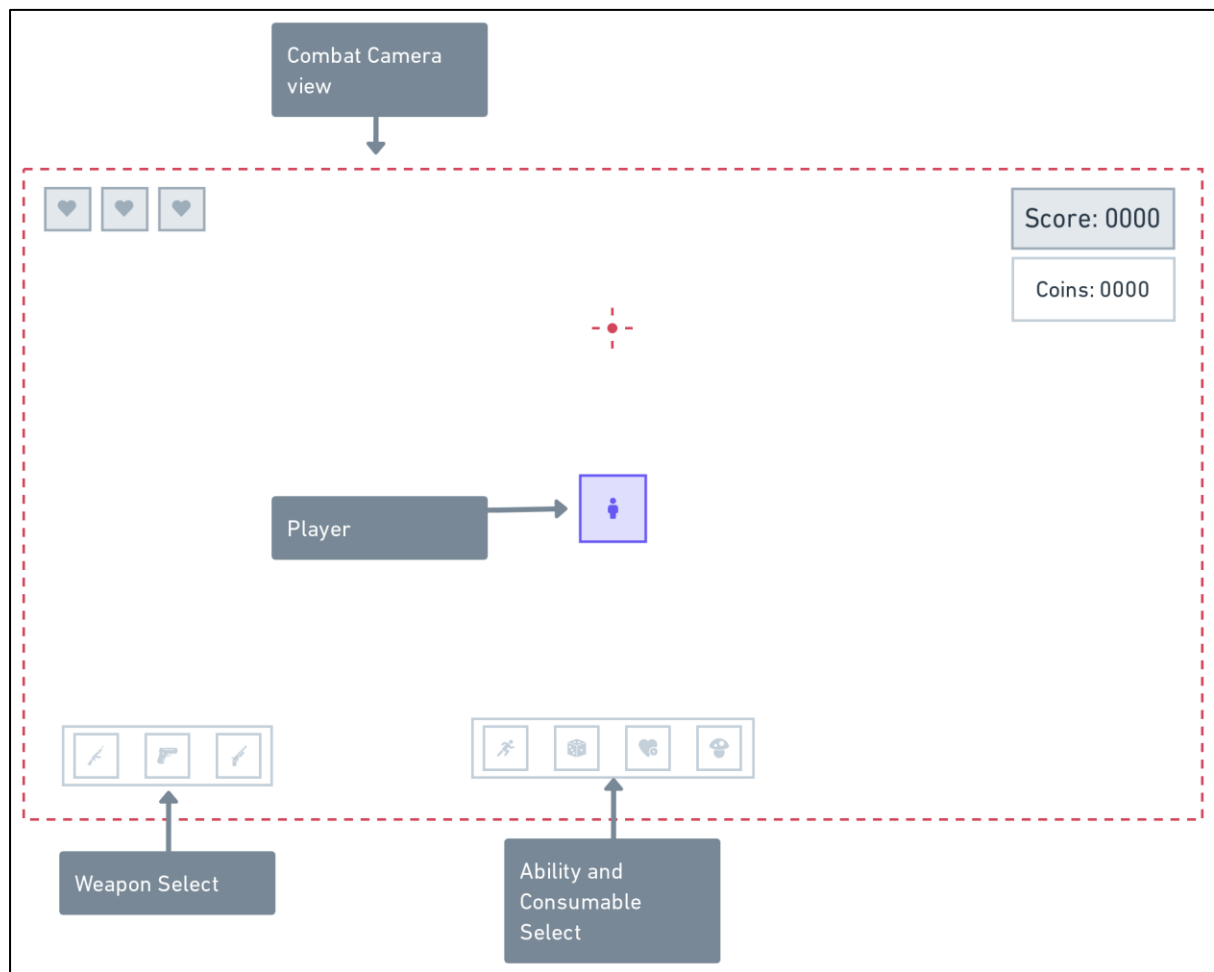 Combat Camera
view
Score: 0000
Coins: 0000
Player
Weapon Select
Ability and
Consumable
Select